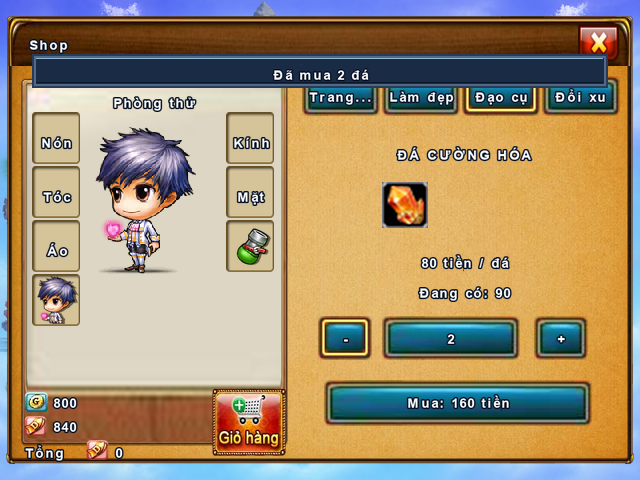 Shop
Đã mua 2 đá
Phòng thử
Trang...
Làm đẹp
Đạo cụ
Đổi xu
Nón
Kính
Tóc
Mặt
Áo
ĐÁ CƯỜNG HÓA
80 tiền / đá
Đang có: 90
-
2
+
Mua: 160 tiền
800
840
Tổng
0
Giỏ hàng